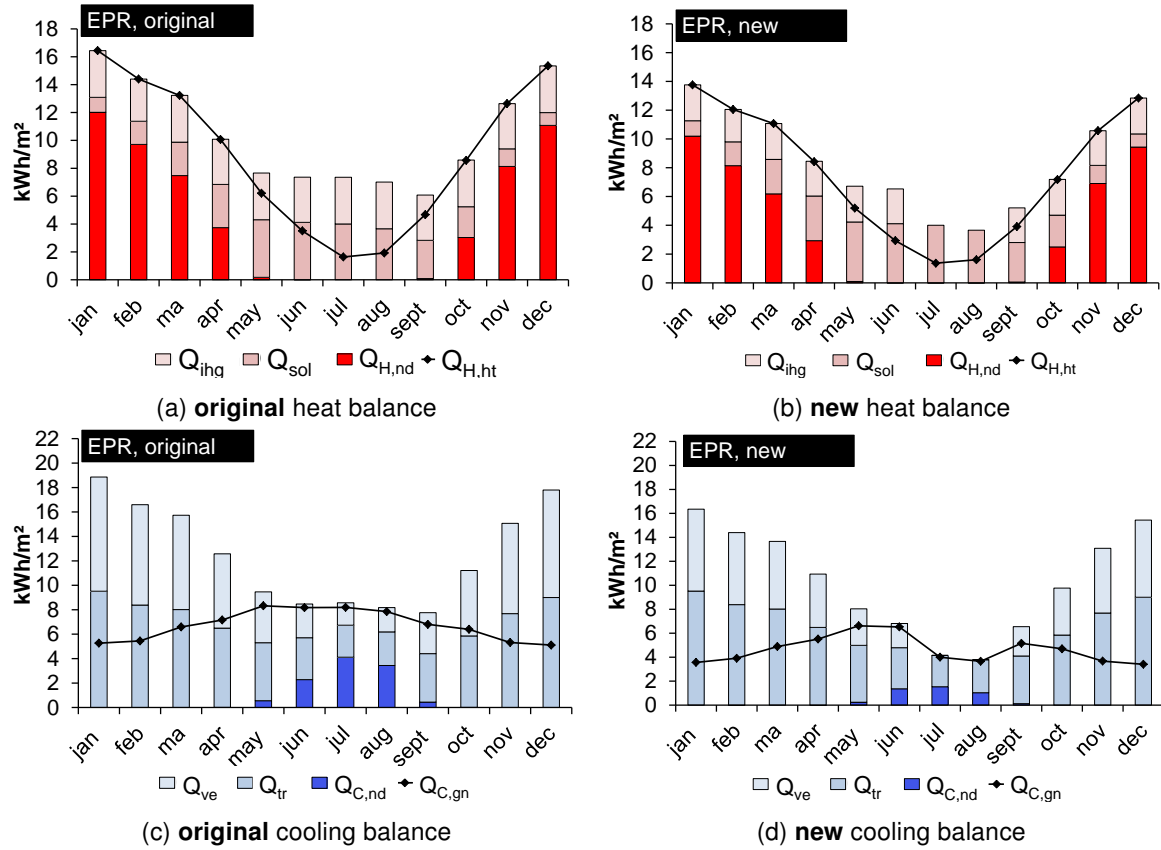 EPR, original
kWh/m²
18
16
14
12
10
8
6
4
2
0
jan feb ma apr may jun jul aug sept oct nov dec
Qihg Qsol QH,nd QH,ht
(a) original heat balance
EPR, new
kWh/m²
18
16
14
12
10
8
6
4
2
0
jan feb ma apr may jun jul aug sept oct nov dec
Qihg Qsol QH,nd QH,ht
(b) new heat balance
EPR, original
kWh/m²
22
20
18
16
14
12
10
8
6
4
2
0
jan feb ma apr may jun jul aug sept oct nov dec
Qve Qtr QC,nd QC,gn
(c) original cooling balance
EPR, new
kWh/m²
22
20
18
16
14
12
10
8
6
4
2
0
jan feb ma apr may jun jul aug sept oct nov dec
Qve Qtr QC,nd QC,gn
(d) new cooling balance